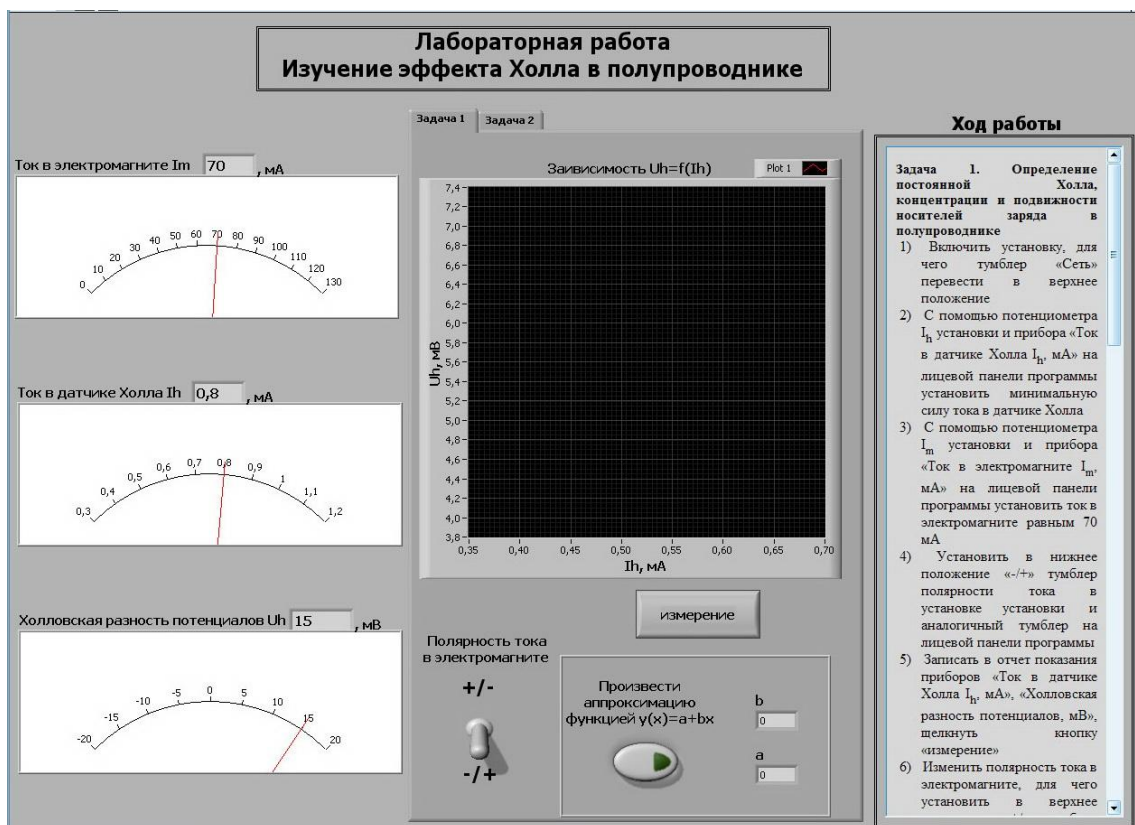 Лабораторная работа
Изучение эффекта Холла в полупроводнике
Ток в электромагните Im 70 , мА
0 10 20 30 40 50 60 70 80 90 100 110 120 130
Ток в датчике Холла Ih 0,8 , мА
0,3 0,4 0,5 0,6 0,7 0,8 0,9 1 1,1 1,2
Холловская разность потенциалов Uh 15 , мВ
-20 -15 -10 -5 0 5 10 15 20
Задача 1 Задача 2
Заивисимость Uh=f(Ih) Plot 1
Uh, мВ
7,4
7,2
7,0
6,8
6,6
6,4
6,2
6,0
5,8
5,6
5,4
5,2
5,0
4,8
4,6
4,4
4,2
4,0
3,8
0,35 0,40 0,45 0,50 0,55 0,60 0,65 0,70
Ih, мА
измерение
Полярность тока
в электромагните
+/-
-/+
Произвести
аппроксимацию
функцией y(x)=a+bx
b
0
a
0
Ход работы
Задача 1. Определение
постоянной Холла,
концентрации и подвижности
носителей заряда в
полупроводнике
1) Включить установку, для
чего тумблер «Сеть»
перевести в верхнее
положение
2) С помощью потенциометра
Ih установки и прибора «Ток
в датчике Холла Ih, мА» на
лицевой панели программы
установить минимальную
силу тока в датчике Холла
3) С помощью потенциометра
Im установки и прибора
«Ток в электромагните Im,
мА» на лицевой панели
программы установить ток в
электромагните равным 70
мА
4) Установить в нижнее
положение «-/+» тумблер
полярности тока в
установке установки и
аналогичный тумблер на
лицевой панели программы
5) Записать в отчет показания
приборов «Ток в датчике
Холла Ih, мА», «Холловская
разность потенциалов, мВ»,
щелкнуть кнопку
«измерение»
6) Изменить полярность тока в
электромагните, для чего
установить в верхнее